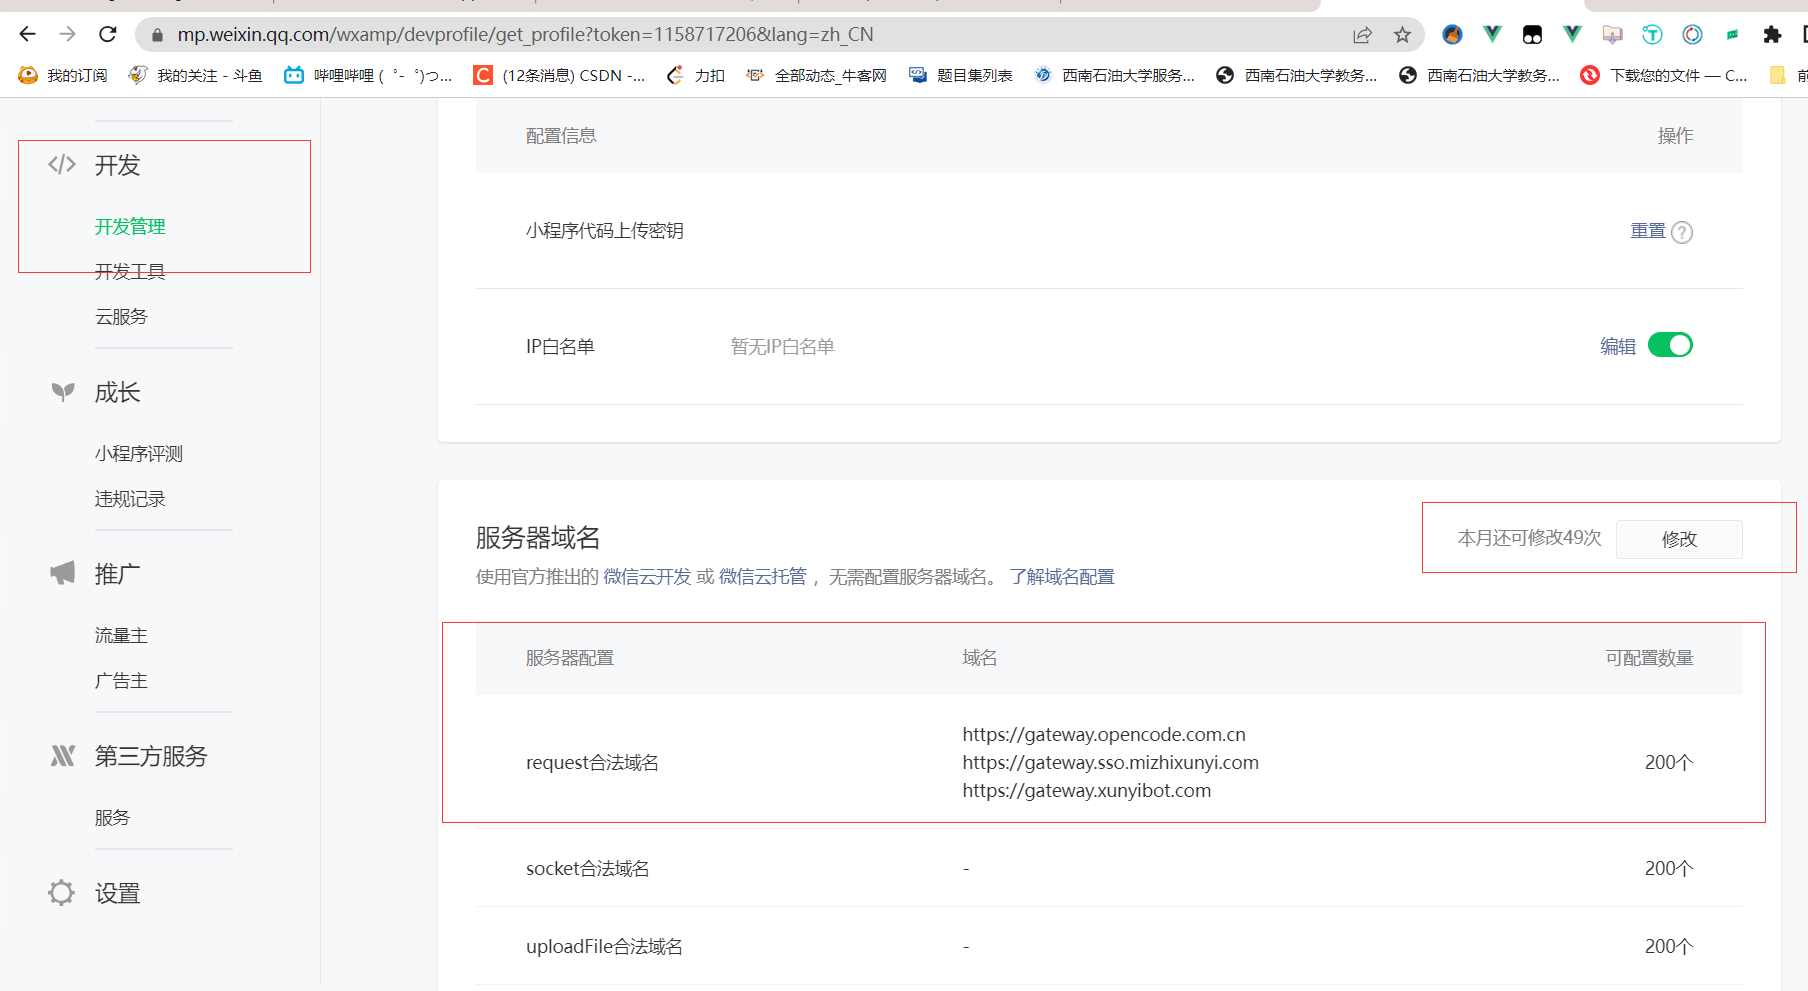 mp.weixin.qq.com/wxamp/devprofile/get_profile?token=1158717206&lang=zh_CN
我的订阅
我的关注 - 斗鱼
哔哩哔哩 (゜-゜)つ...
(12条消息) CSDN -...
力扣
全部动态_牛客网
题目集列表
西南石油大学服务...
西南石油大学教务...
西南石油大学教务...
下载您的文件 — C...
开发
开发管理
开发工具
云服务
成长
小程序评测
违规记录
推广
流量主
广告主
第三方服务
服务
设置
配置信息
操作
小程序代码上传密钥
重置
IP白名单
暂无IP白名单
编辑
服务器域名
本月还可修改49次
修改
使用官方推出的 微信云开发 或 微信云托管 ，无需配置服务器域名。 了解域名配置
服务器配置
域名
可配置数量
request合法域名
https://gateway.opencode.com.cn
https://gateway.sso.mizhixunyi.com
https://gateway.xunyibot.com
200个
socket合法域名
-
200个
uploadFile合法域名
-
200个